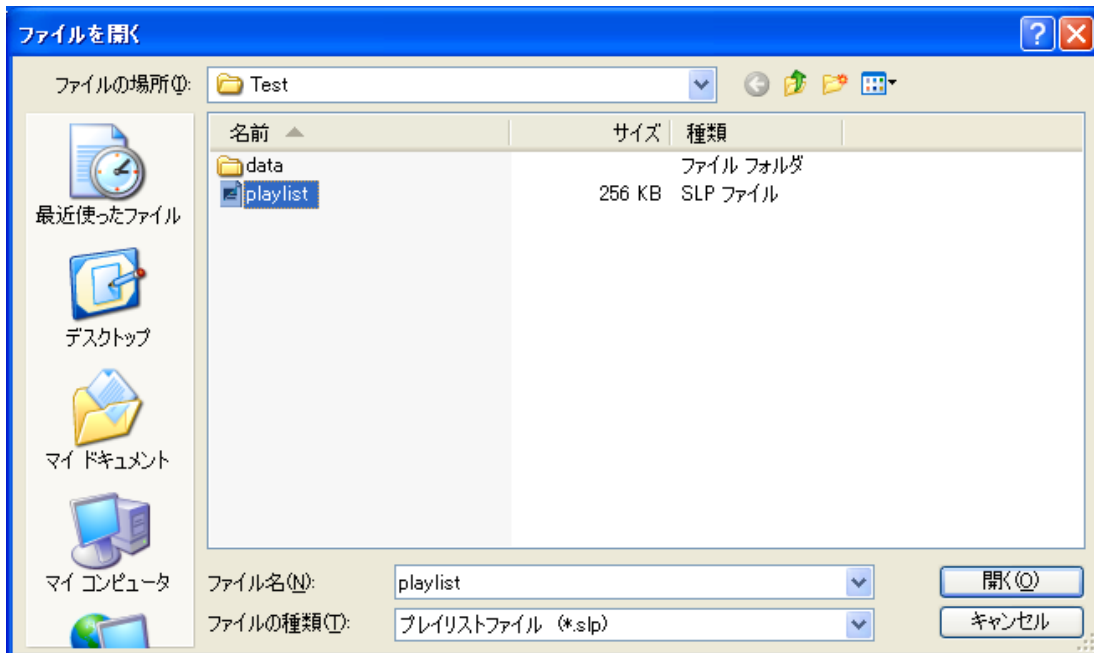 ファイルを開く
ファイルの場所(I): Test
名前 サイズ 種類
data ファイル フォルダ
playlist 256 KB SLP ファイル
最近使ったファイル
デスクトップ
マイ ドキュメント
マイ コンピュータ
ファイル名(N): playlist 開く(O)
ファイルの種類(T): プレイリストファイル (*.slp) キャンセル